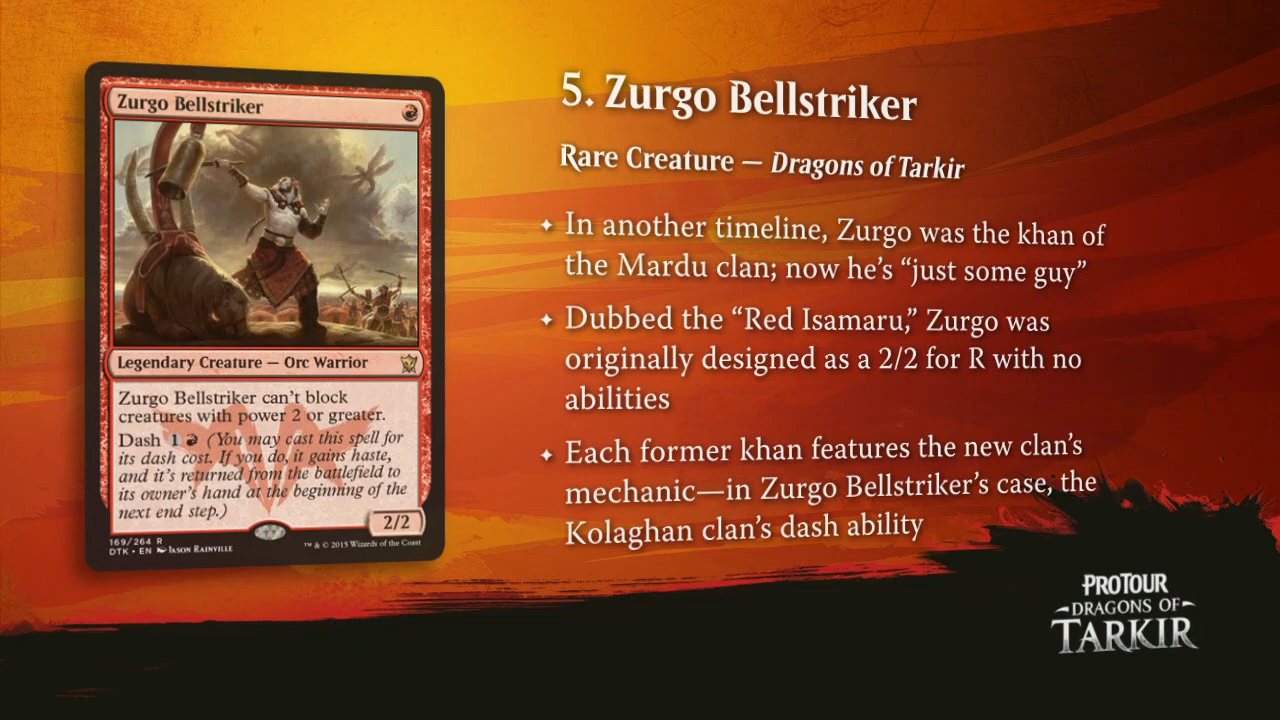 Zurgo Bellstriker
Legendary Creature — Orc Warrior
Zurgo Bellstriker can't block
creatures with power 2 or greater.
Dash 1 (You may cast this spell for
its dash cost. If you do, it gains haste,
and it's returned from the battlefield to
its owner's hand at the beginning of the
next end step.)
2/2
169/264 R
DTK • EN Jason Rainville
™ & © 2015 Wizards of the Coast
5. Zurgo Bellstriker
Rare Creature — Dragons of Tarkir
In another timeline, Zurgo was the khan of
the Mardu clan; now he's “just some guy”
Dubbed the “Red Isamaru,” Zurgo was
originally designed as a 2/2 for R with no
abilities
Each former khan features the new clan's
mechanic—in Zurgo Bellstriker's case, the
Kolaghan clan's dash ability
PROTOUR
DRAGONS OF
TARKIR